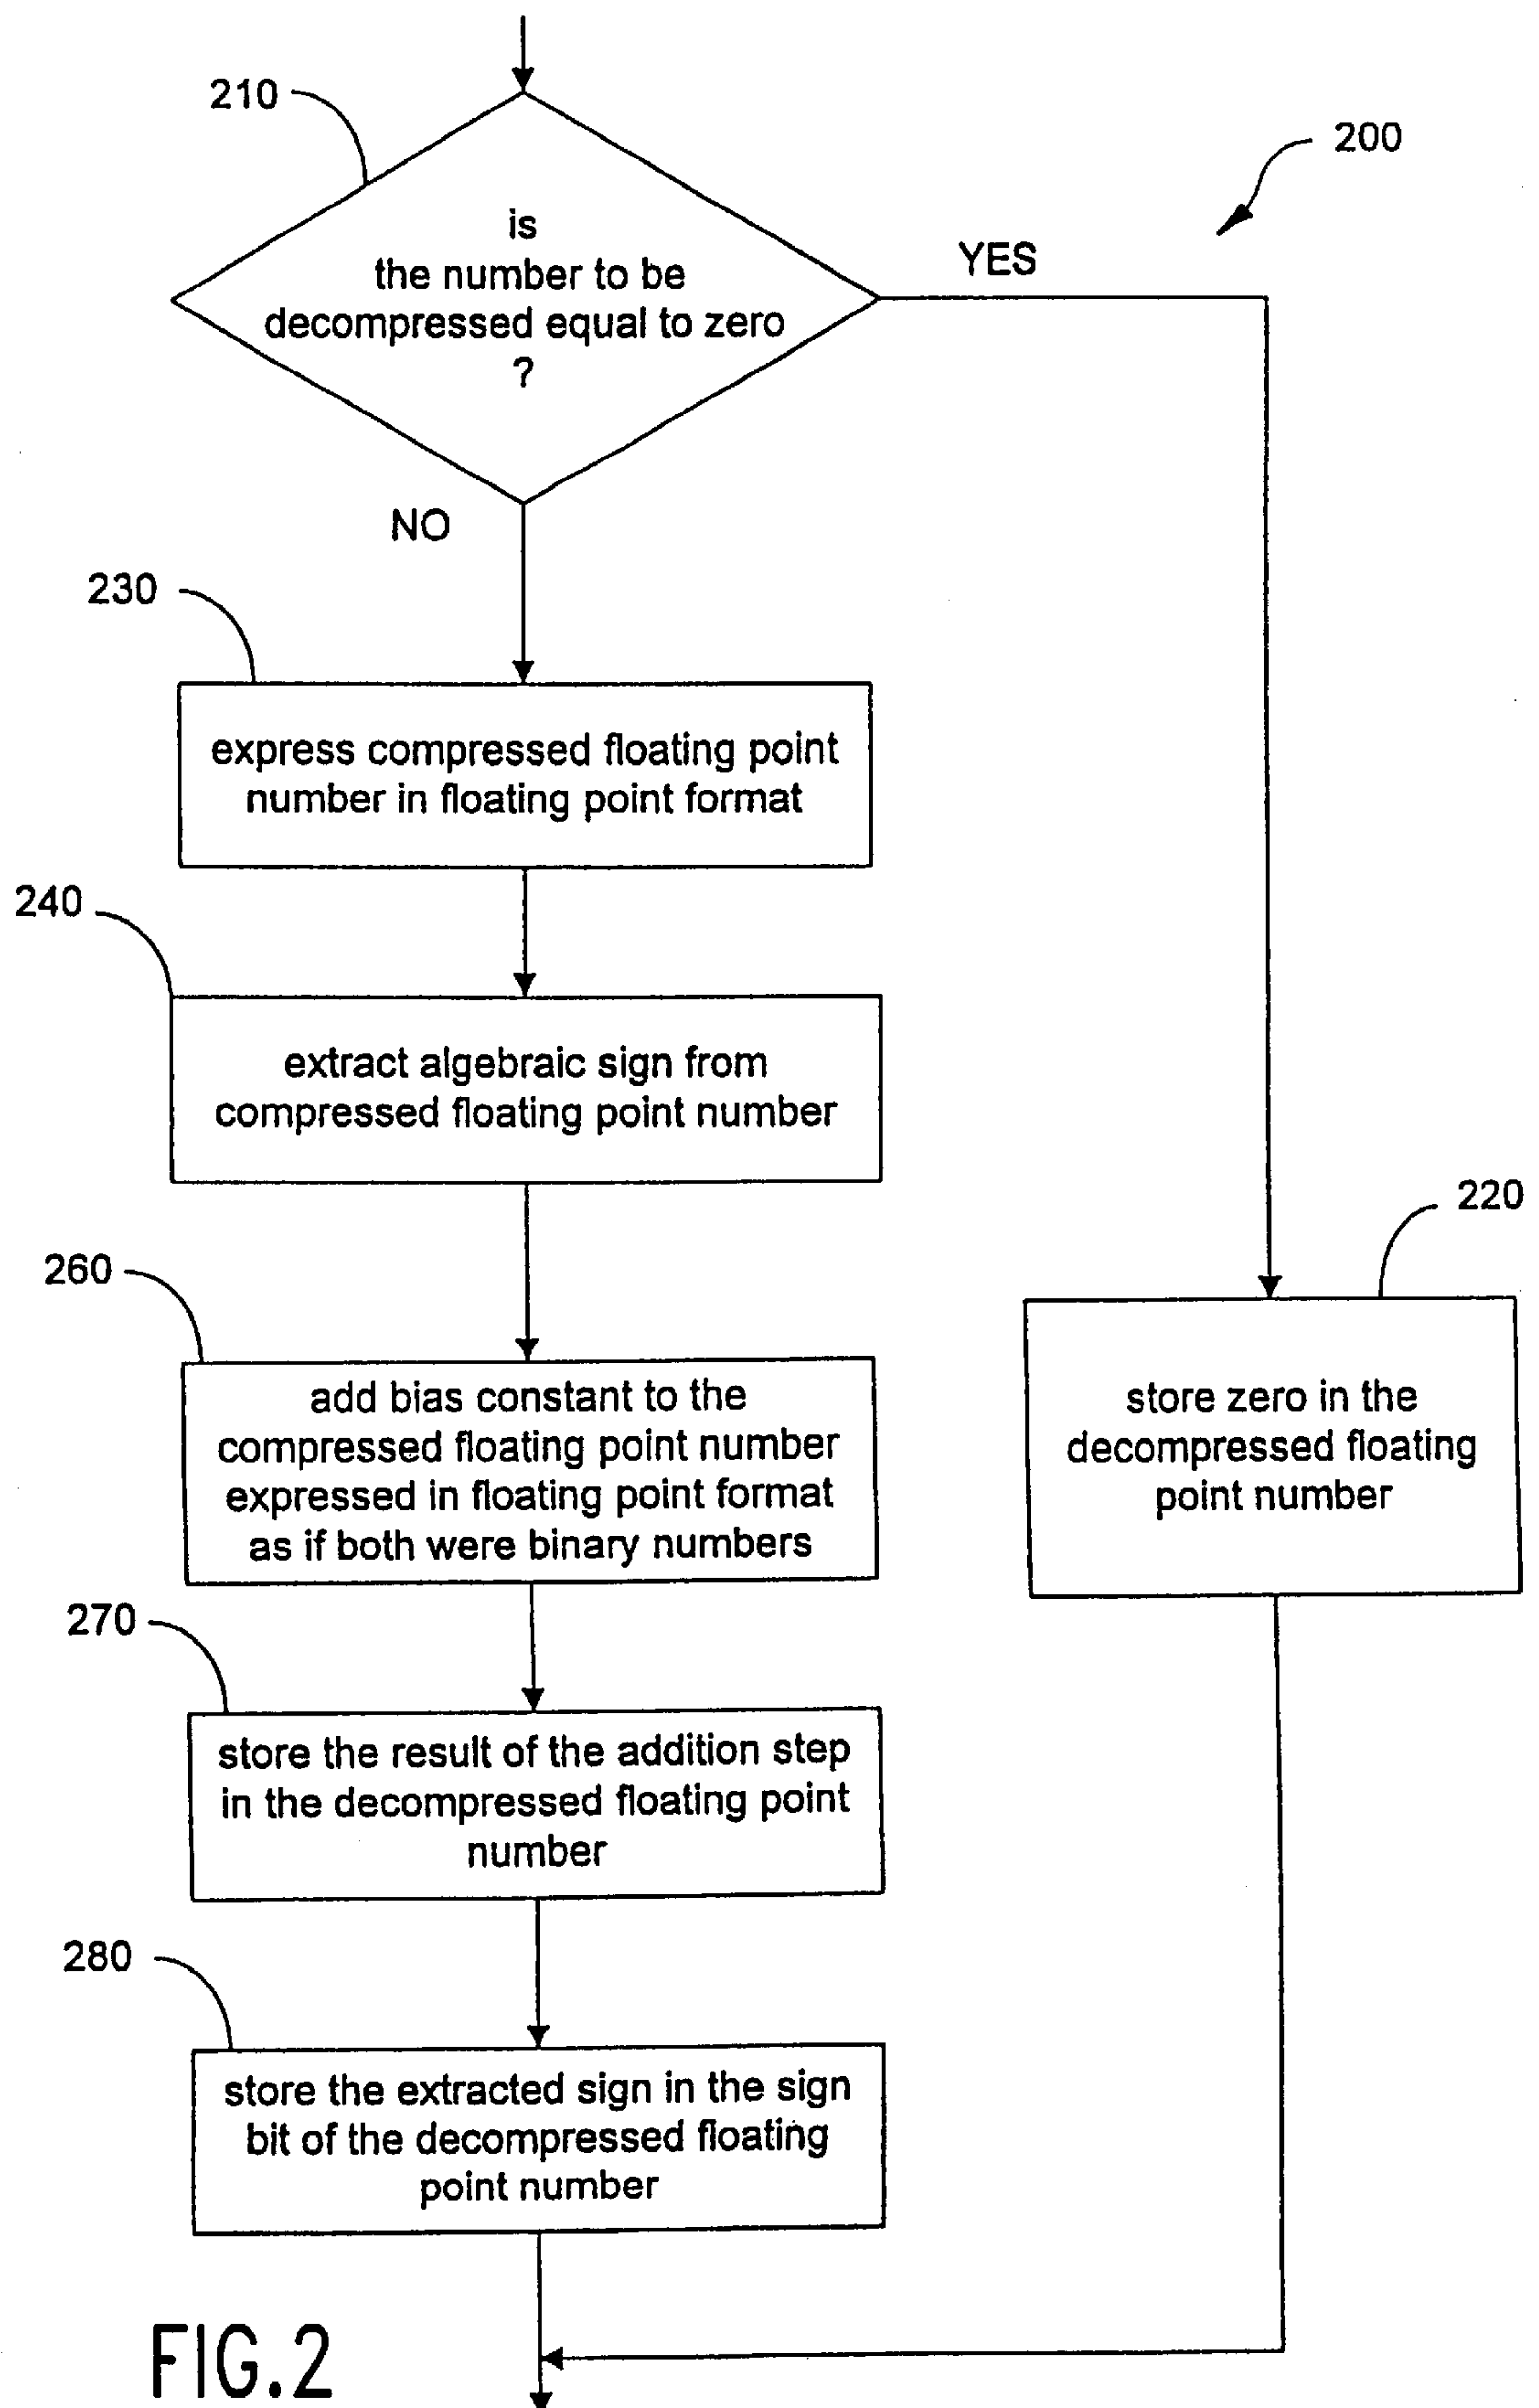 210
200
is
the number to be
decompressed equal to zero
?
YES
NO
230
express compressed floating point
number in floating point format
240
extract algebraic sign from
compressed floating point number
220
260
add bias constant to the
compressed floating point number
expressed in floating point format
as if both were binary numbers
store zero in the
decompressed floating
point number
270
store the result of the addition step
in the decompressed floating point
number
280
store the extracted sign in the sign
bit of the decompressed floating
point number
FIG.2